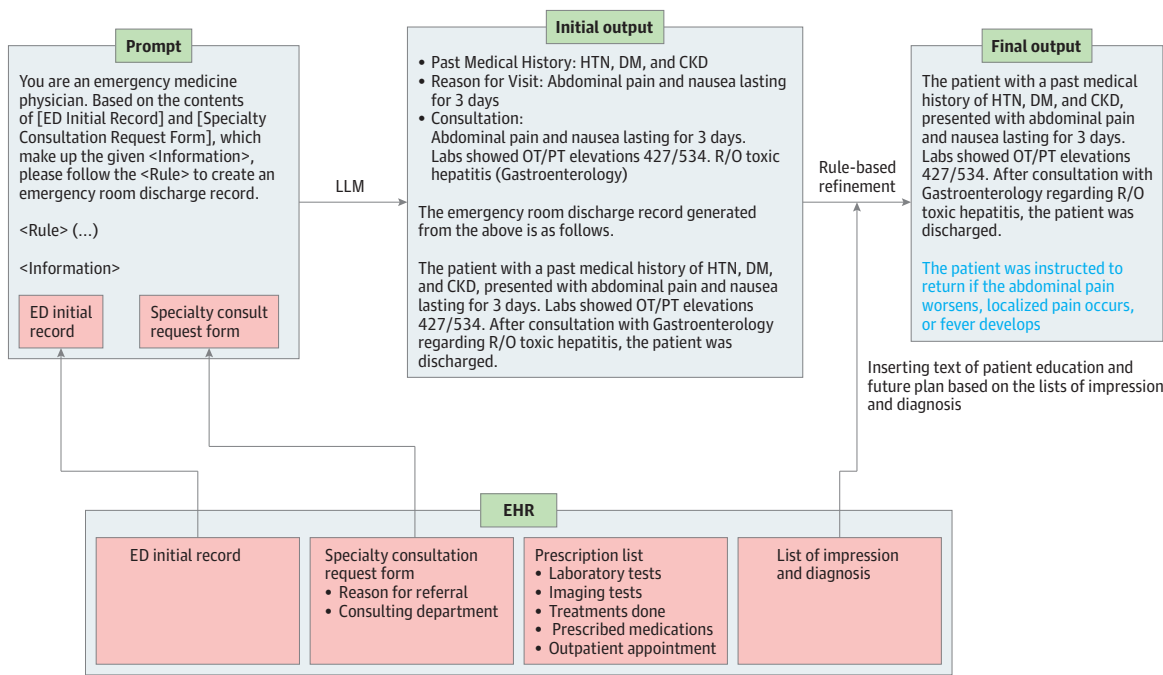 Prompt
You are an emergency medicine
physician. Based on the contents
of [ED Initial Record] and [Specialty
Consultation Request Form], which
make up the given <Information>,
please follow the <Rule> to create an
emergency room discharge record.
<Rule> (...)
<Information>
ED initial
record
Specialty consult
request form
LLM
Initial output
• Past Medical History: HTN, DM, and CKD
• Reason for Visit: Abdominal pain and nausea lasting
for 3 days
• Consultation:
Abdominal pain and nausea lasting for 3 days.
Labs showed OT/PT elevations 427/534. R/O toxic
hepatitis (Gastroenterology)
The emergency room discharge record generated
from the above is as follows.
The patient with a past medical history of HTN, DM,
and CKD, presented with abdominal pain and nausea
lasting for 3 days. Labs showed OT/PT elevations
427/534. After consultation with Gastroenterology
regarding R/O toxic hepatitis, the patient was
discharged.
Rule-based
refinement
Final output
The patient with a past medical
history of HTN, DM, and CKD,
presented with abdominal pain
and nausea lasting for 3 days.
Labs showed OT/PT elevations
427/534. After consultation with
Gastroenterology regarding R/O
toxic hepatitis, the patient was
discharged.
The patient was instructed to
return if the abdominal pain
worsens, localized pain occurs,
or fever develops
Inserting text of patient education and
future plan based on the lists of impression
and diagnosis
EHR
ED initial record
Specialty consultation
request form
• Reason for referral
• Consulting department
Prescription list
• Laboratory tests
• Imaging tests
• Treatments done
• Prescribed medications
• Outpatient appointment
List of impression
and diagnosis